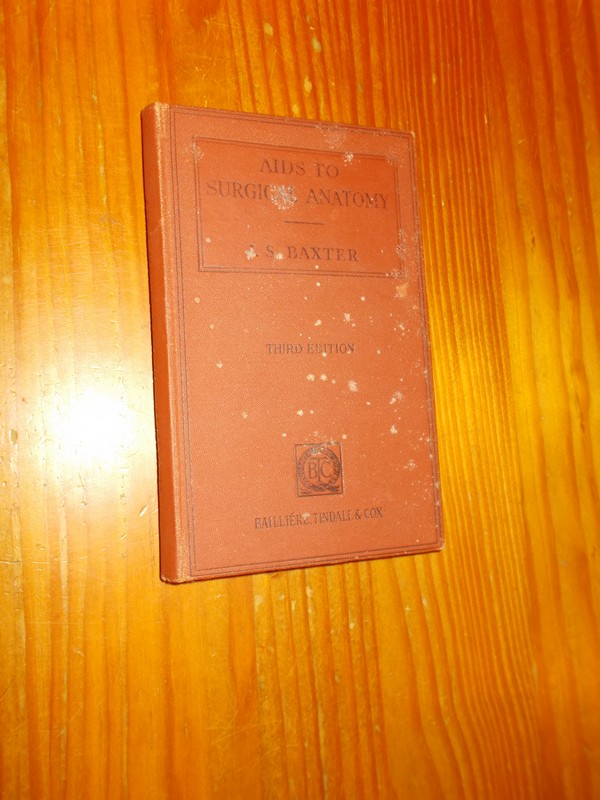 AIDS TO
SURGICAL ANATOMY
J. S. BAXTER
THIRD EDITION
BTC
BAILLIÈRE, TINDALL & COX